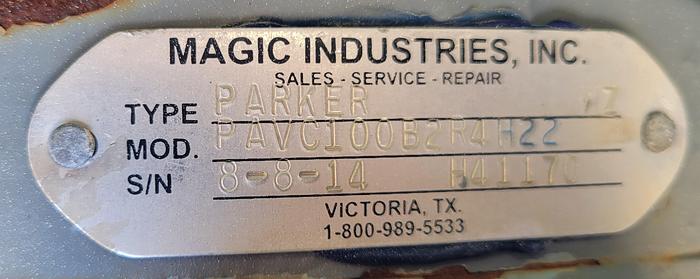 MAGIC INDUSTRIES, INC.
SALES - SERVICE - REPAIR
TYPE PARKER
MOD. PAVC100B2R4H22
S/N 8-8-14 H41170
VICTORIA, TX.
1-800-989-5533